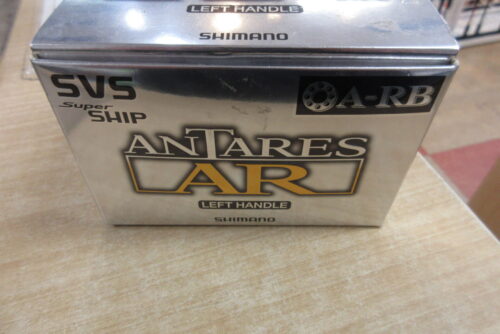 LEFT HANDLE
SHIMANO
SVS
Super
SHIP
A-RB
ANTARES
AR
LEFT HANDLE
SHIMANO